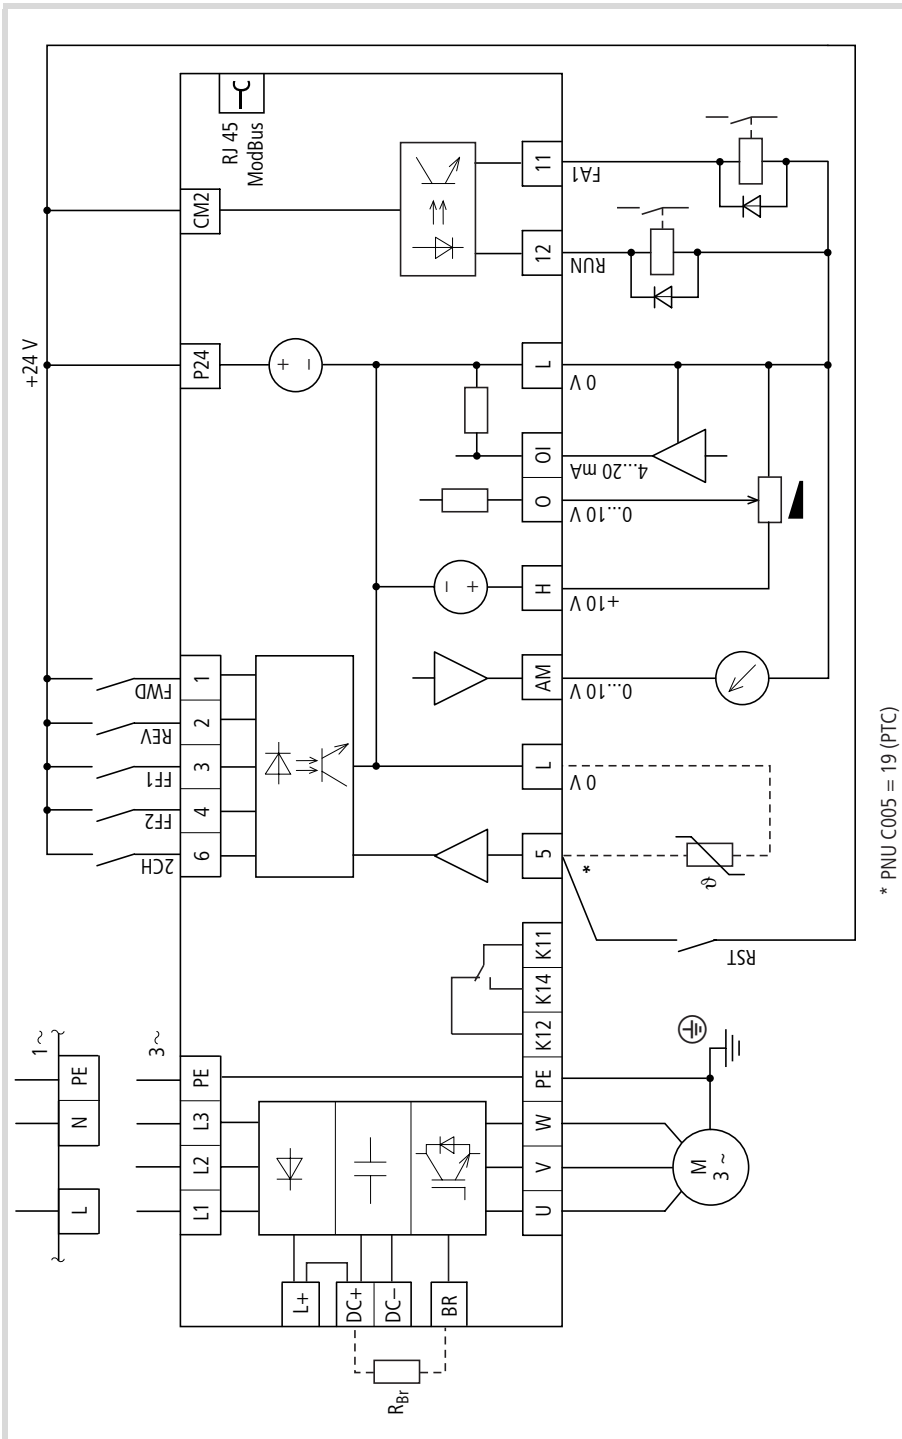 RJ 45
ModBus
CM2
11
FA1
12
RUN
+24 V
P24
+
−
L
0 V
OI
4...20 mA
O
0...10 V
−
+
H
+10 V
1
FWD
2
REV
3
FF1
4
FF2
6
2CH
AM
0...10 V
L
0 V
5
*
ϑ
* PNU C005 = 19 (PTC)
RST
K11
K14
K12
1 ~
PE
N
L
3 ~
PE
L3
L2
L1
PE
W
V
U
M
3 ~
L+
DC+
DC−
BR
RBr